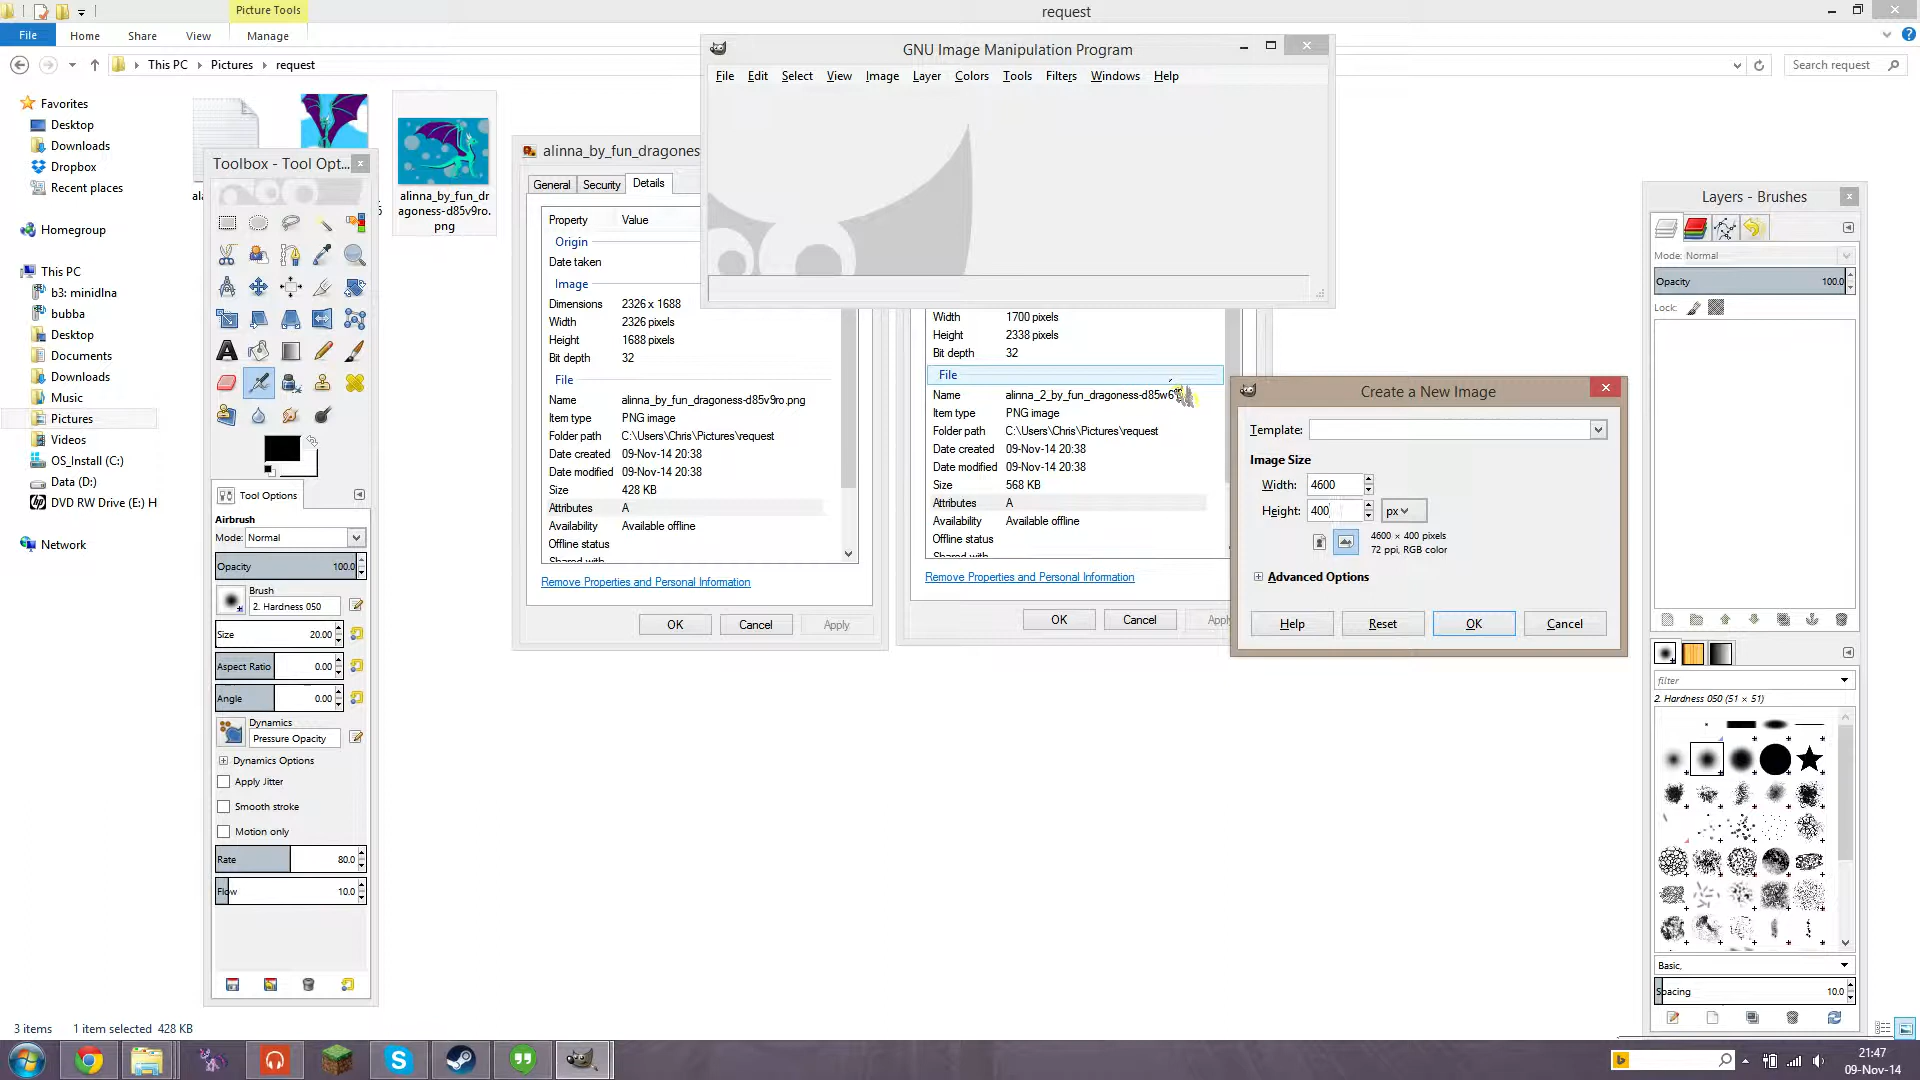 Picture Tools
request
File
Home
Share
View
Manage
This PC
Pictures
request
Search request
Favorites
Desktop
Downloads
Dropbox
Recent places
Homegroup
This PC
b3: minidlna
bubba
Desktop
Documents
Downloads
Music
Pictures
Videos
OS_Install (C:)
Data (D:)
DVD RW Drive (E:) H
Network
alinna_by_fun_dr
agoness-d85v9ro.
png
Toolbox - Tool Opt...
Tool Options
Airbrush
Mode: Normal
Opacity 100.0
Brush
2. Hardness 050
Size 20.00
Aspect Ratio 0.00
Angle 0.00
Dynamics
Pressure Opacity
Dynamics Options
Apply Jitter
Smooth stroke
Motion only
Rate 80.0
Flow 10.0
alinna_by_fun_dragones
General Security Details
Property Value
Origin
Date taken
Image
Dimensions 2326 x 1688
Width 2326 pixels
Height 1688 pixels
Bit depth 32
File
Name alinna_by_fun_dragoness-d85v9ro.png
Item type PNG image
Folder path C:\Users\Chris\Pictures\request
Date created 09-Nov-14 20:38
Date modified 09-Nov-14 20:38
Size 428 KB
Attributes A
Availability Available offline
Offline status
Shared with
Remove Properties and Personal Information
OK Cancel Apply
GNU Image Manipulation Program
File Edit Select View Image Layer Colors Tools Filters Windows Help
Width 1700 pixels
Height 2338 pixels
Bit depth 32
File
Name alinna_2_by_fun_dragoness-d85w6
Item type PNG image
Folder path C:\Users\Chris\Pictures\request
Date created 09-Nov-14 20:38
Date modified 09-Nov-14 20:38
Size 568 KB
Attributes A
Availability Available offline
Offline status
Shared with
Remove Properties and Personal Information
OK Cancel Appl
Create a New Image
Template:
Image Size
Width: 4600
Height: 400 px
4600 × 400 pixels
72 ppi, RGB color
Advanced Options
Help Reset OK Cancel
Layers - Brushes
Mode: Normal
Opacity 100.0
Lock:
filter
2. Hardness 050 (51 × 51)
Basic,
Spacing 10.0
3 items 1 item selected 428 KB
21:47
09-Nov-14